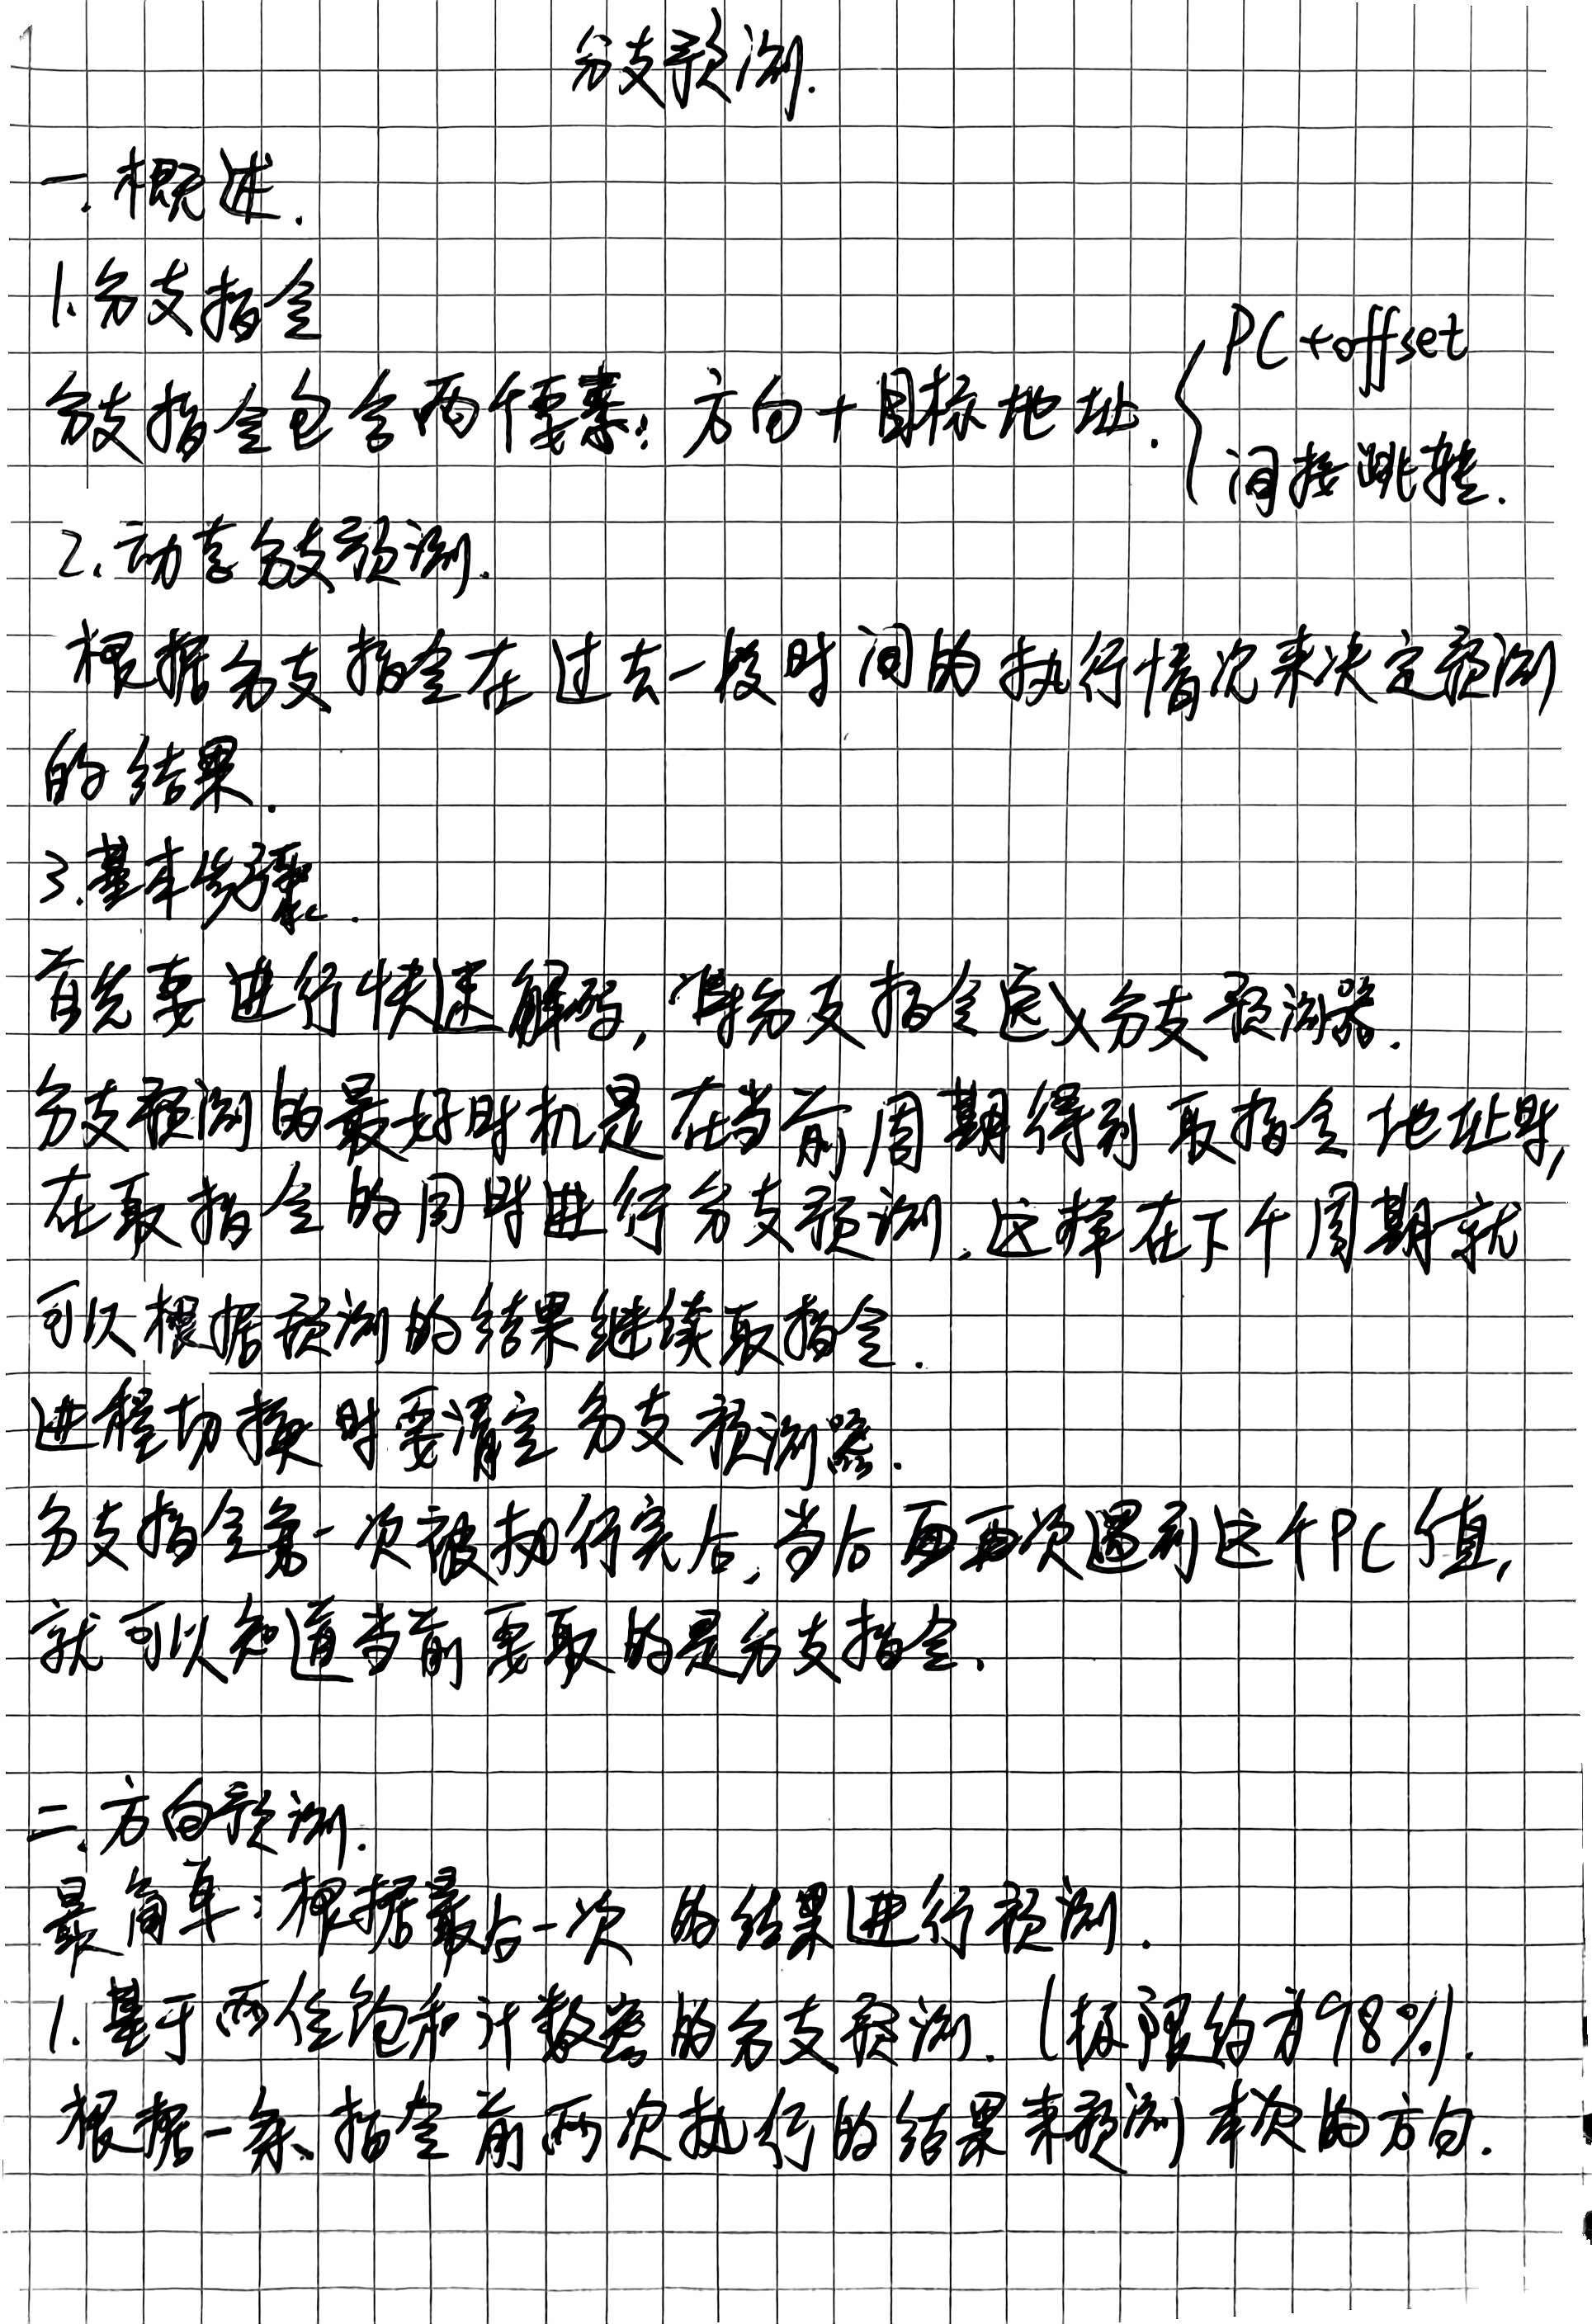 分支预测.
一.概述.
1.分支指令
分支指令包含两个要素:方向+目标地址.
PC+offset
间接跳转.
2.动态分支预测.
根据分支指令在过去一段时间的执行情况来决定预测
的结果.
3.基本步骤.
首先要进行快速解码,将分支指令送入分支预测器.
分支预测的最好时机是在当前周期得到取指令地址时,
在取指令的同时进行分支预测,这样在下个周期就
可以根据预测的结果继续取指令.
进程切换时要清空分支预测器.
分支指令第一次被执行完后,当后面再次遇到这个PC值,
就可以知道当前要取的是分支指令.
二.方向预测.
最简单:根据最后一次的结果进行预测.
1.基于两位饱和计数器的分支预测.(极限约为98%).
根据一条指令前两次执行的结果来预测本次的方向.